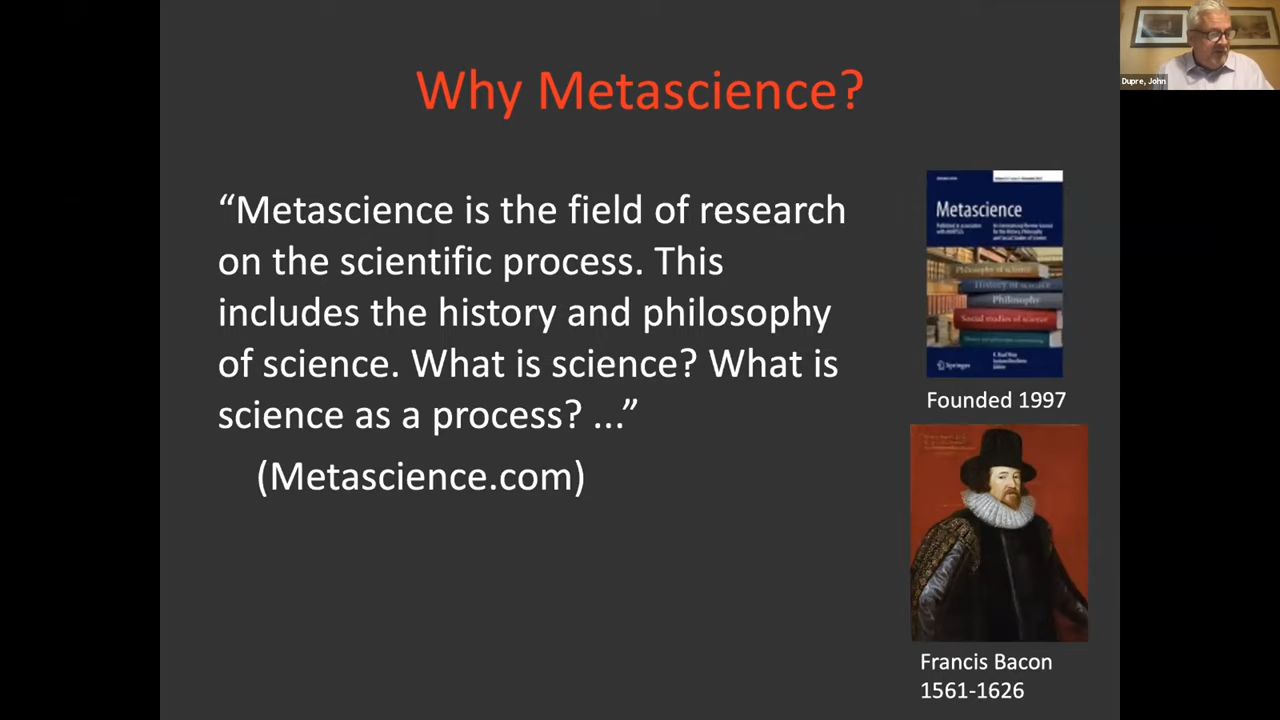 Why Metascience?
“Metascience is the field of research
on the scientific process. This
includes the history and philosophy
of science. What is science? What is
science as a process? ...”
(Metascience.com)
Dupre, John
Metascience
Philosophy of science
History of science
Philosophy
Social studies of science
Springer
Founded 1997
Francis Bacon
1561-1626